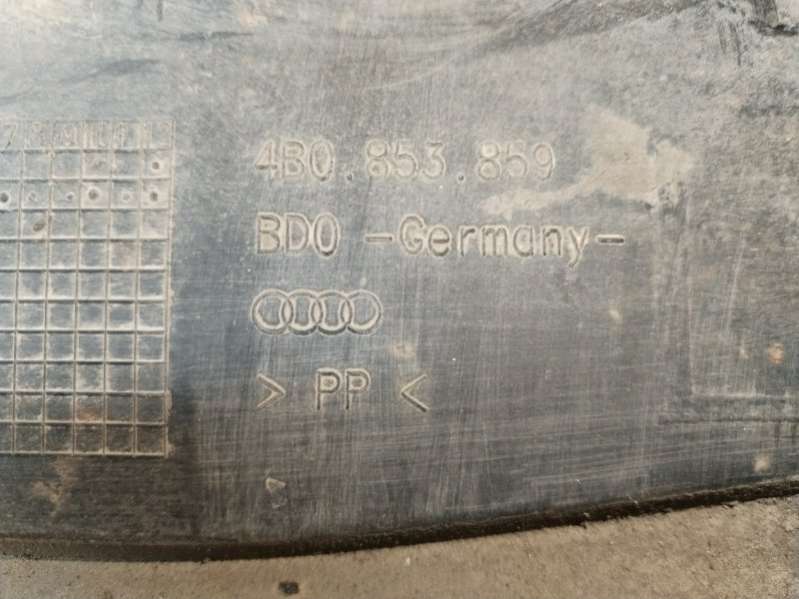 4B0.853.859
BDO -Germany-
> PP <